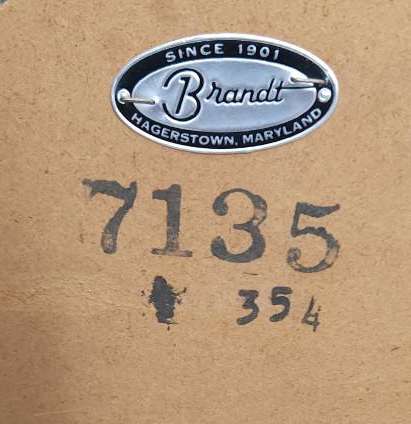 SINCE 1901
Brandt
HAGERSTOWN, MARYLAND
7135
354